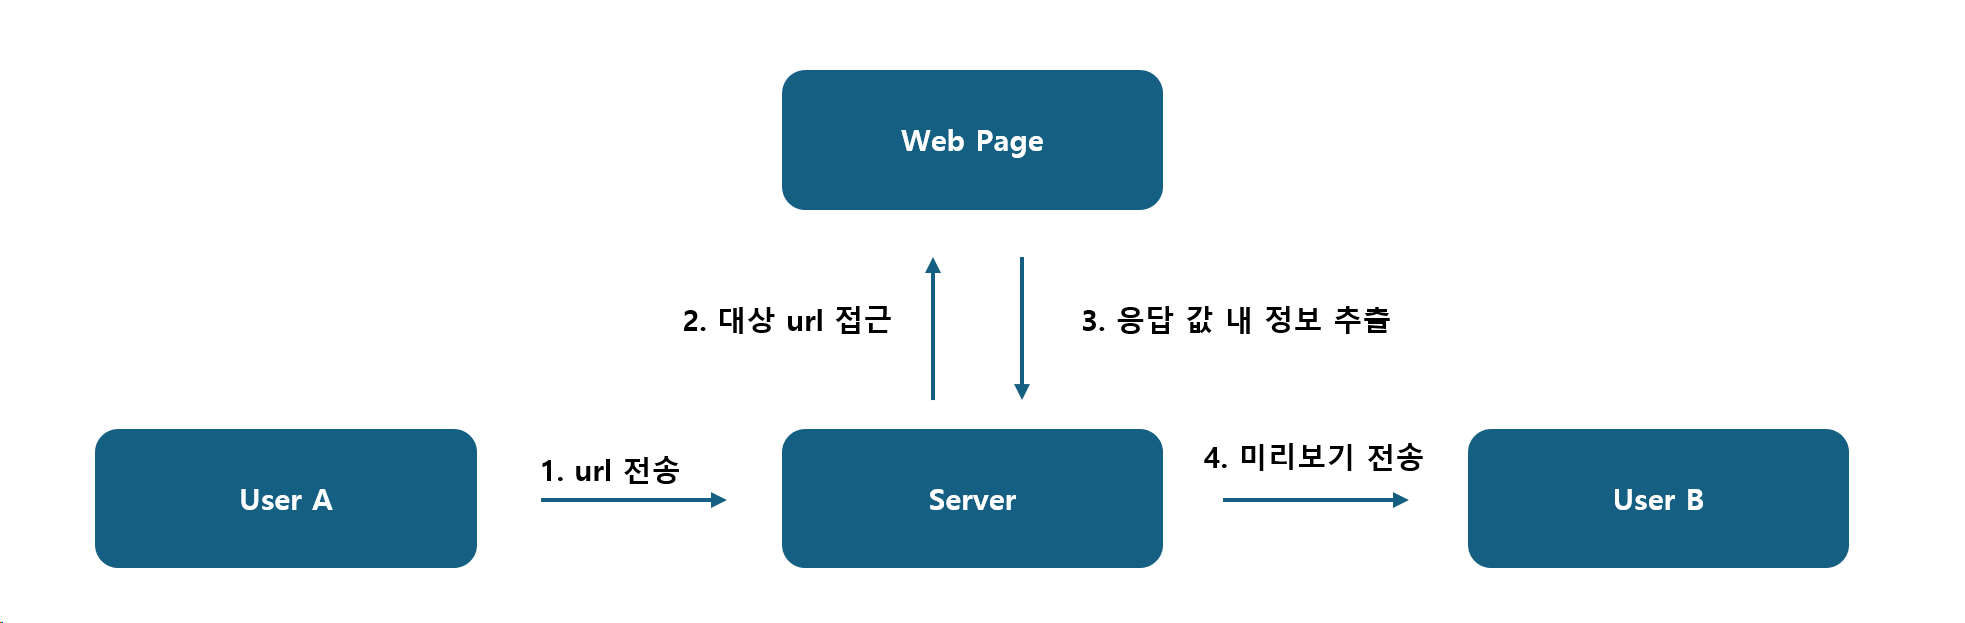 Web Page
2. 대상 url 접근
3. 응답 값 내 정보 추출
User A
1. url 전송
Server
4. 미리보기 전송
User B